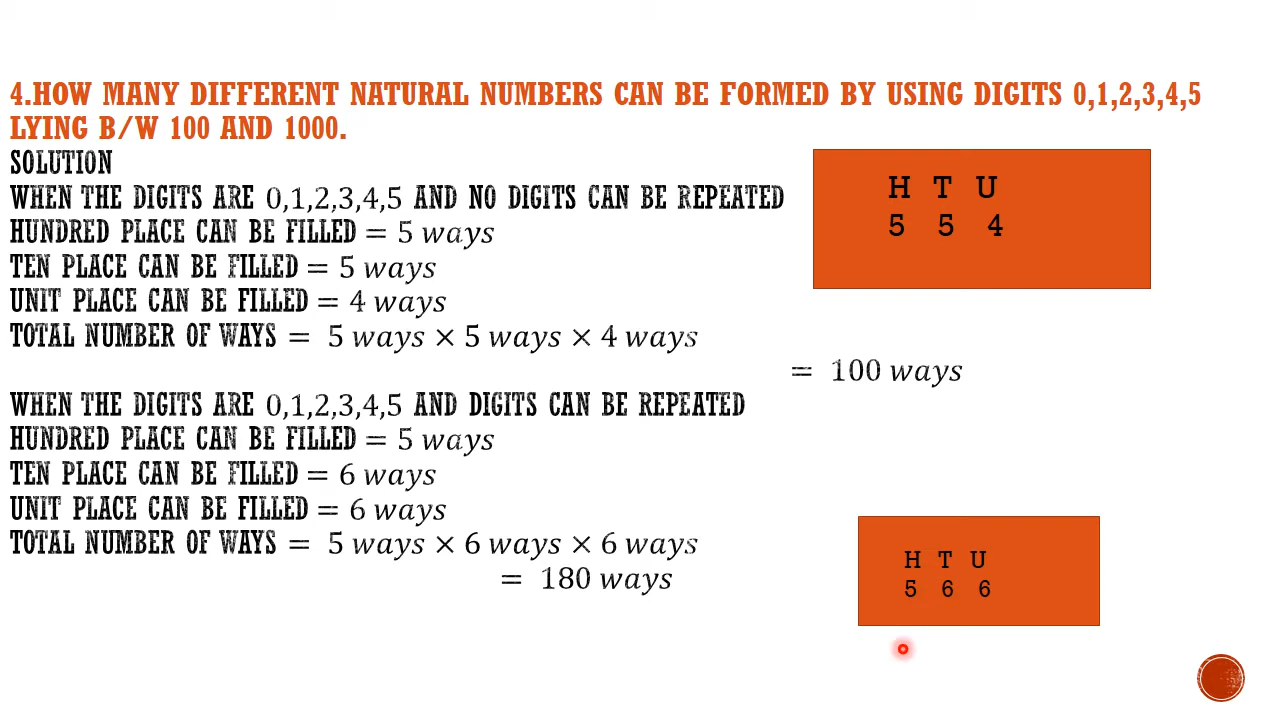 4.HOW MANY DIFFERENT NATURAL NUMBERS CAN BE FORMED BY USING DIGITS 0,1,2,3,4,5
LYING B/W 100 AND 1000.
SOLUTION
WHEN THE DIGITS ARE 0,1,2,3,4,5 AND NO DIGITS CAN BE REPEATED
HUNDRED PLACE CAN BE FILLED = 5 ways
TEN PLACE CAN BE FILLED = 5 ways
UNIT PLACE CAN BE FILLED = 4 ways
TOTAL NUMBER OF WAYS = 5 ways × 5 ways × 4 ways
= 100 ways
H T U
5 5 4
WHEN THE DIGITS ARE 0,1,2,3,4,5 AND DIGITS CAN BE REPEATED
HUNDRED PLACE CAN BE FILLED = 5 ways
TEN PLACE CAN BE FILLED = 6 ways
UNIT PLACE CAN BE FILLED = 6 ways
TOTAL NUMBER OF WAYS = 5 ways × 6 ways × 6 ways
= 180 ways
H T U
5 6 6